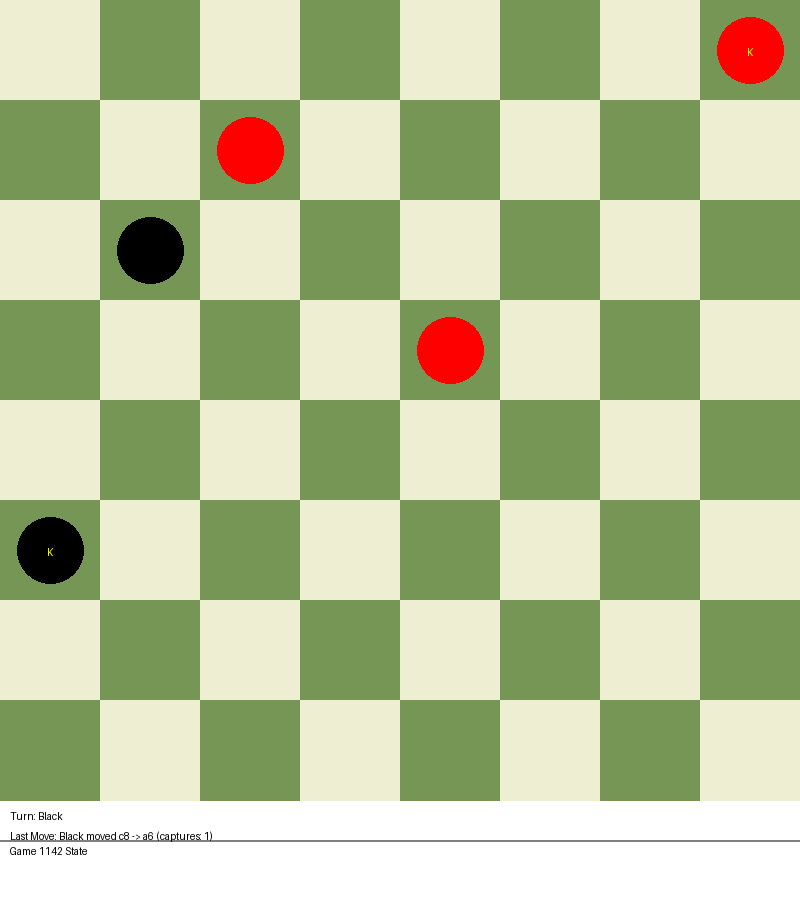 K
K
Turn: Black
Last Move: Black moved c8 -> a6 (captures: 1)
Game 1142 State